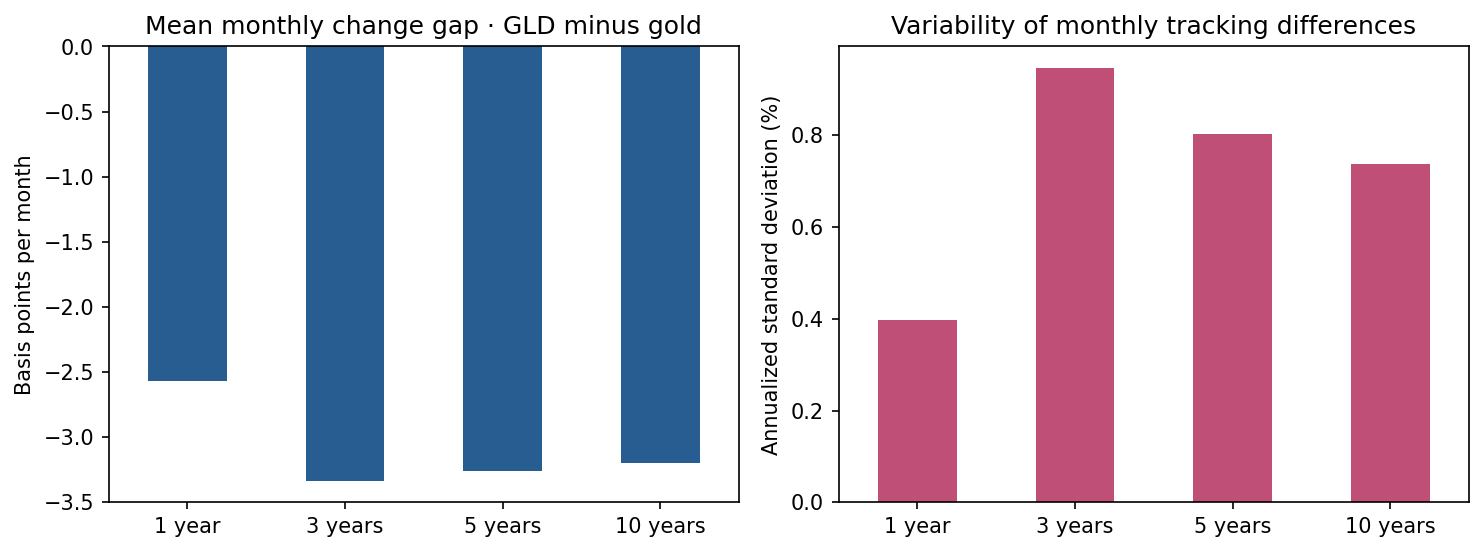 Mean monthly change gap · GLD minus gold
Basis points per month
0.0
−0.5
−1.0
−1.5
−2.0
−2.5
−3.0
−3.5
1 year
3 years
5 years
10 years
Variability of monthly tracking differences
Annualized standard deviation (%)
0.8
0.6
0.4
0.2
0.0
1 year
3 years
5 years
10 years